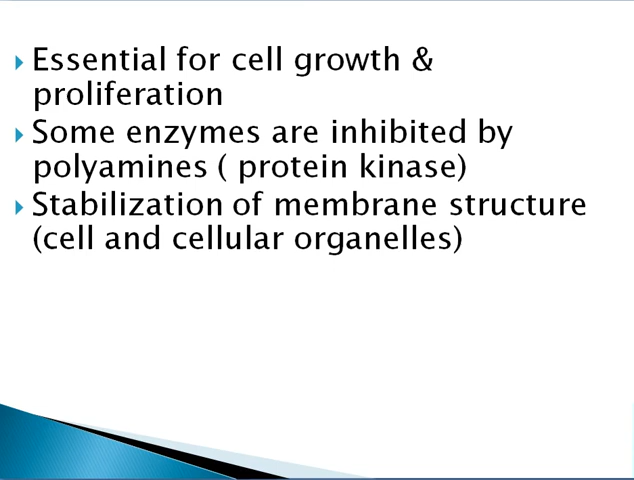 Essential for cell growth &
proliferation
Some enzymes are inhibited by
polyamines ( protein kinase)
Stabilization of membrane structure
(cell and cellular organelles)